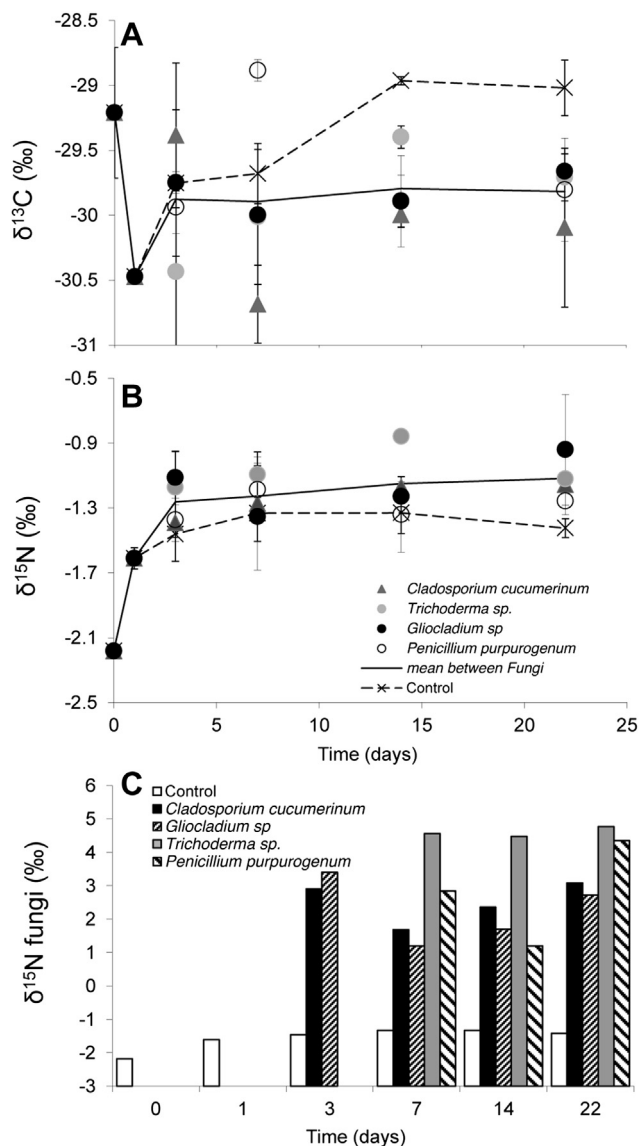 A
-28.5
-29
-29.5
-30
-30.5
-31
δ13C (‰)
B
-0.5
-0.9
-1.3
-1.7
-2.1
-2.5
δ15N (‰)
Cladosporium cucumerinum
Trichoderma sp.
Gliocladium sp
Penicillium purpurogenum
mean between Fungi
Control
0 5 10 15 20 25
Time (days)
C
Control
Cladosporium cucumerinum
Gliocladium sp
Trichoderma sp.
Penicillium purpurogenum
6
5
4
3
2
1
0
-1
-2
-3
δ15N fungi (‰)
0 1 3 7 14 22
Time (days)